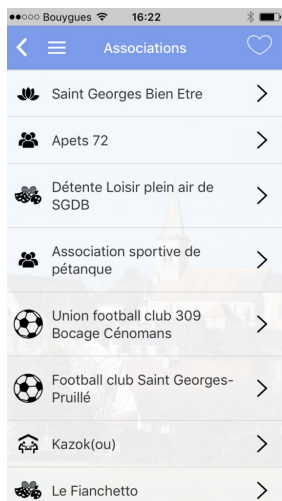 Bouygues 16:22
Associations
Saint Georges Bien Etre
Apets 72
Détente Loisir plein air de
SGDB
Association sportive de
pétanque
Union football club 309
Bocage Cénomans
Football club Saint Georges-
Pruillé
Kazok(ou)
Le Fianchetto